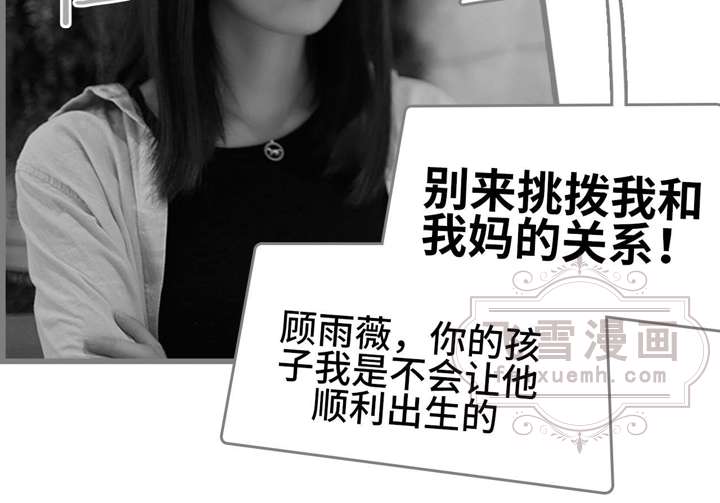 别来挑拨我和
我妈的关系！
顾雨薇，你的孩
子我是不会让他
顺利出生的
飞雪漫画
feixuemh.com